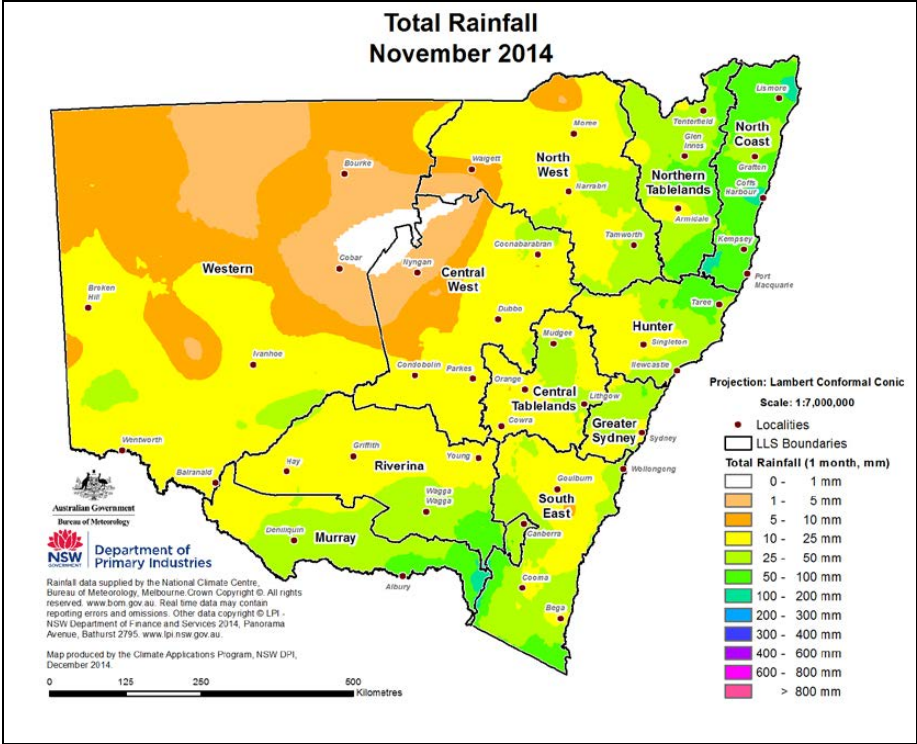 Total Rainfall
November 2014
Lismore
Tenterfield
North
Coast
Glen
Innes
Moree
North
West
Grafton
Bourke
Walgett
Northern
Tablelands
Narrabri
Coffs
Harbour
Armidale
Kempsey
Tamworth
Coonabarabran
Western
Cobar
Nyngan
Central
West
Port
Macquarie
Broken
Hill
Taree
Dubbo
Hunter
Mudgee
Singleton
Ivanhoe
Newcastle
Condobolin
Parkes
Orange
Central
Tablelands
Lithgow
Greater
Sydney
Cowra
Sydney
Wentworth
Griffith
Hay
Riverina
Young
Wollongong
Balranald
Goulburn
South
East
Wagga
Wagga
Canberra
Deniliquin
Murray
Albury
Cooma
Bega
Projection: Lambert Conformal Conic
Scale: 1:7,000,000
Localities
LLS Boundaries
Total Rainfall (1 month, mm)
0 - 1 mm
1 - 5 mm
5 - 10 mm
10 - 25 mm
25 - 50 mm
50 - 100 mm
100 - 200 mm
200 - 300 mm
300 - 400 mm
400 - 600 mm
600 - 800 mm
> 800 mm
Australian Government
Bureau of Meteorology
NSW
GOVERNMENT
Department of
Primary Industries
Rainfall data supplied by the National Climate Centre,
Bureau of Meteorology, Melbourne.Crown Copyright ©. All rights
reserved. www.bom.gov.au. Real time data may contain
reporting errors and omissions. Other data copyright © LPI -
NSW Department of Finance and Services 2014, Panorama
Avenue, Bathurst 2795. www.lpi.nsw.gov.au.
Map produced by the Climate Applications Program, NSW DPI,
December 2014.
0 125 250 500
Kilometres